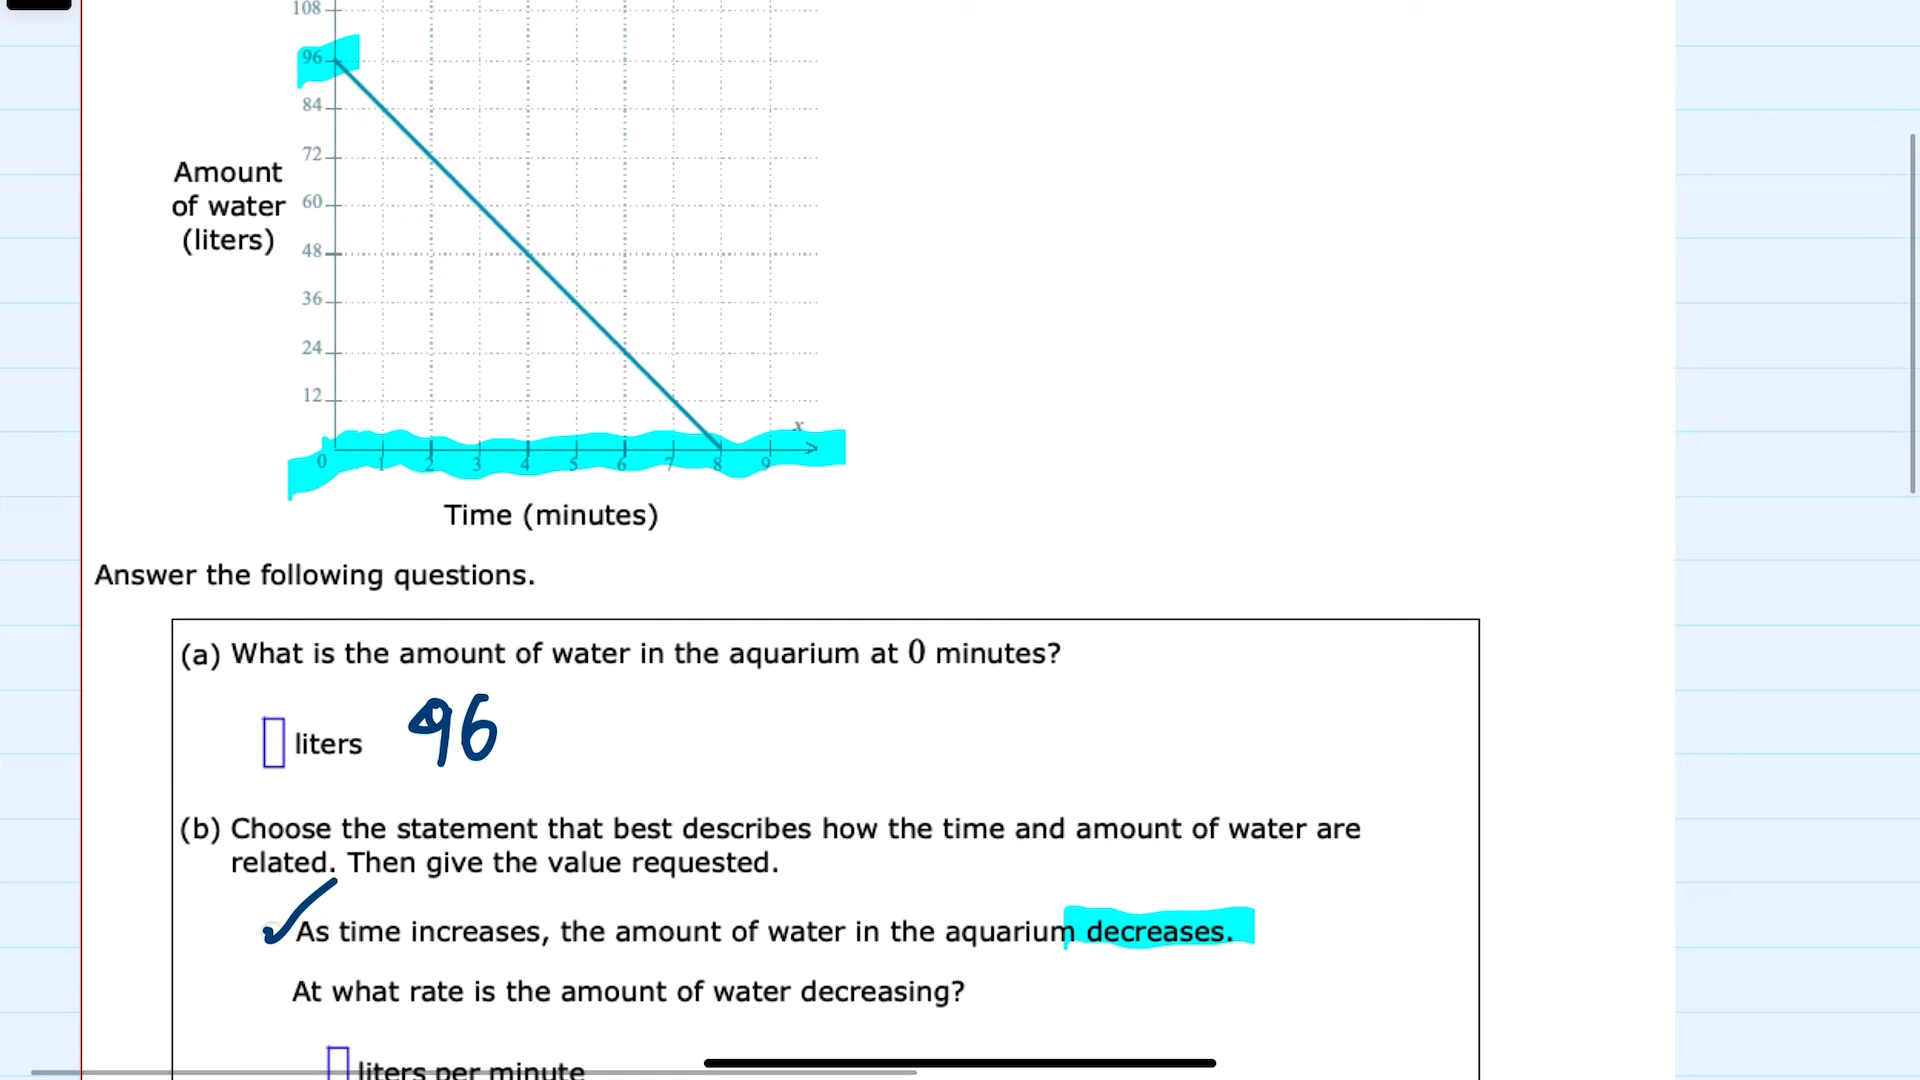 108
96
84
Amount
of water
(liters)
72
60
48
36
24
12
x
0 1 2 3 4 5 6 7 8 9
Time (minutes)
Answer the following questions.
(a) What is the amount of water in the aquarium at 0 minutes?
liters 96
(b) Choose the statement that best describes how the time and amount of water are
related. Then give the value requested.
As time increases, the amount of water in the aquarium decreases.
At what rate is the amount of water decreasing?
liters per minute